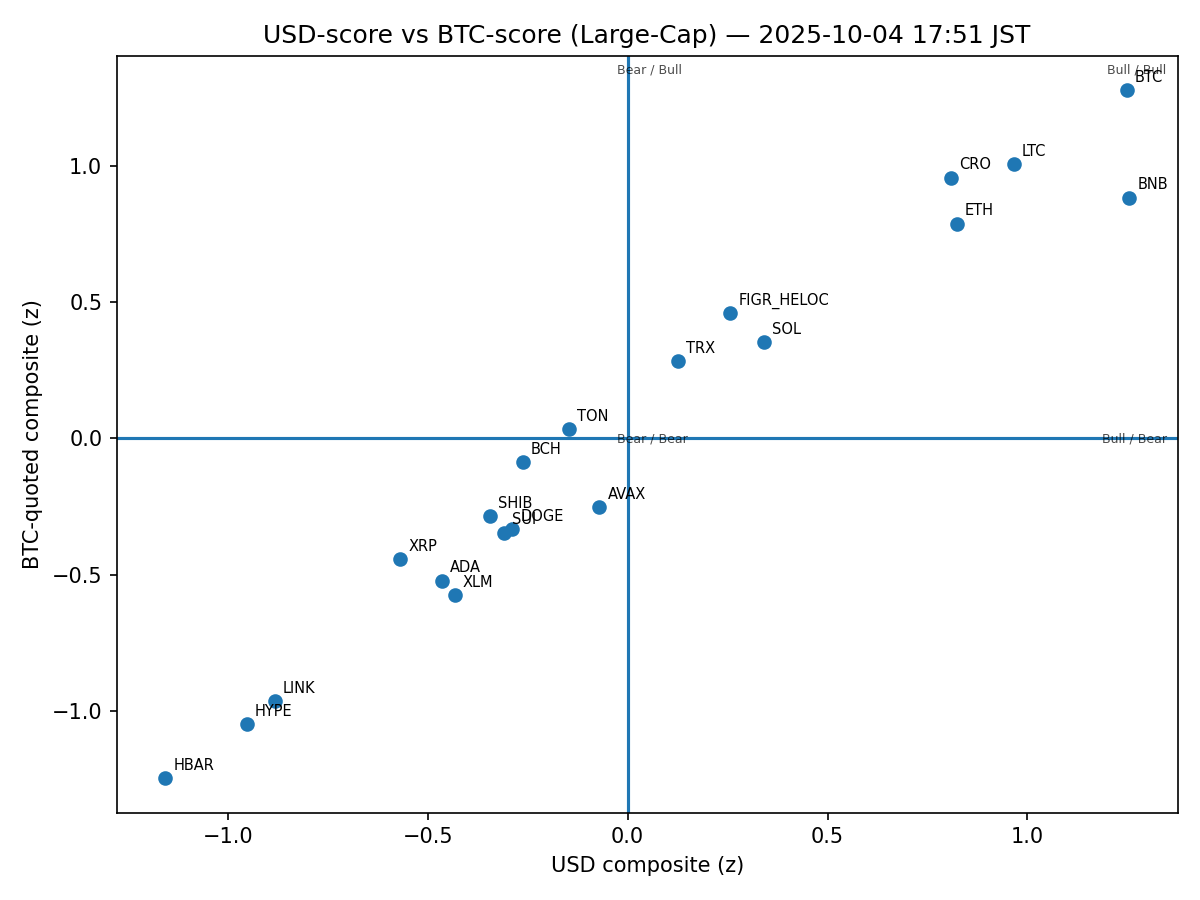 USD-score vs BTC-score (Large-Cap) — 2025-10-04 17:51 JST
Bear / Bull
Bull / Bull
BTC
LTC
CRO
BNB
ETH
FIGR_HELOC
SOL
TRX
TON
Bear / Bear
Bull / Bear
BCH
AVAX
SHIB
SUI
DOGE
XRP
ADA
XLM
LINK
HYPE
HBAR
1.0
0.5
0.0
−0.5
−1.0
BTC-quoted composite (z)
−1.0
−0.5
0.0
0.5
1.0
USD composite (z)